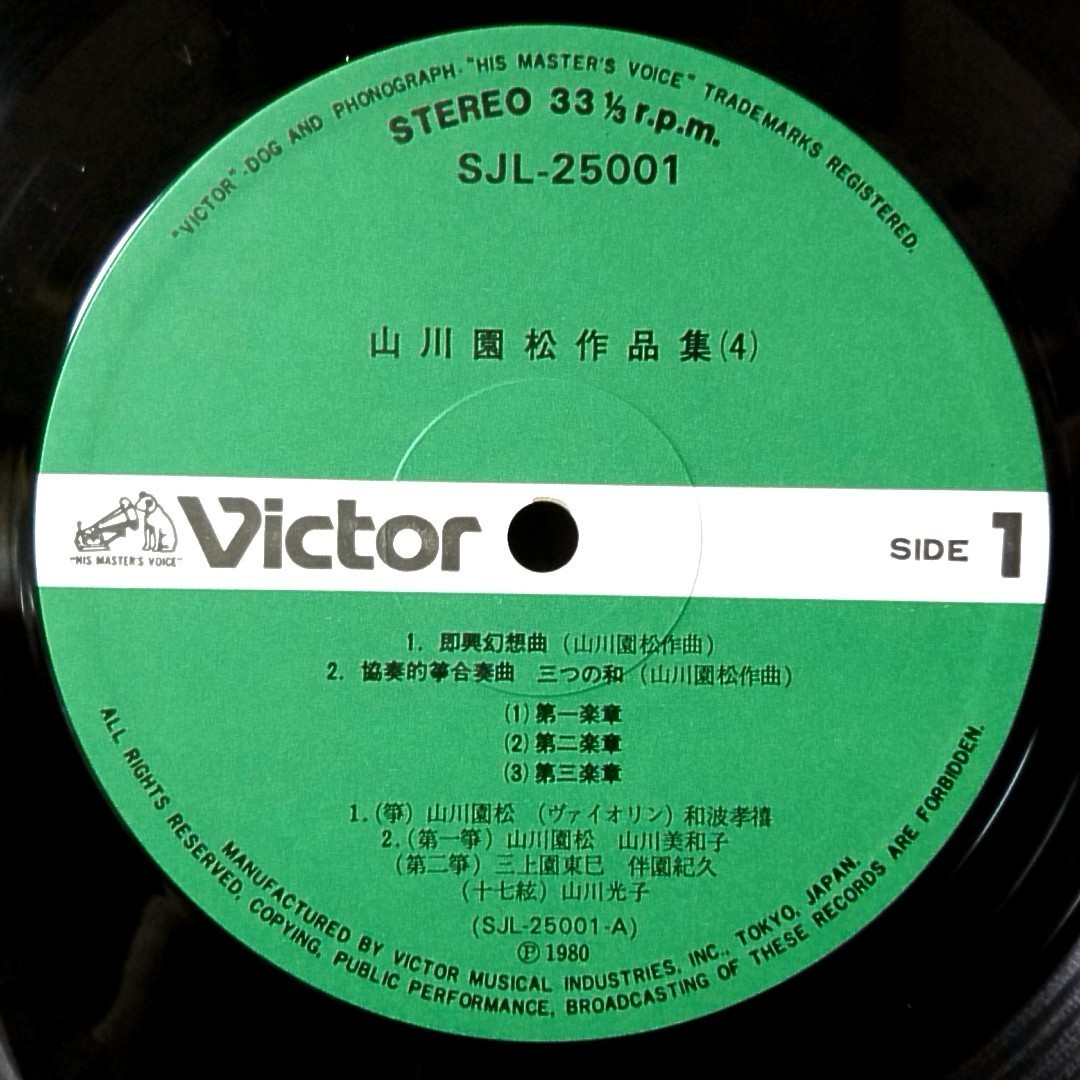 "VICTOR"-DOG AND PHONOGRAPH-"HIS MASTER'S VOICE" TRADEMARKS REGISTERED.
STEREO 33⅓ r.p.m.
SJL-25001
山川園松作品集(4)
"HIS MASTER'S VOICE"
Victor
SIDE 1
1. 即興幻想曲 (山川園松作曲)
2. 協奏的箏合奏曲 三つの和 (山川園松作曲)
(1) 第一楽章
(2) 第二楽章
(3) 第三楽章
1. (箏) 山川園松 (ヴァイオリン) 和波孝禧
2. (第一箏) 山川園松 山川美和子
(第二箏) 三上園東巳 伴園紀久
(十七絃) 山川光子
(SJL-25001-A)
Ⓟ 1980
MANUFACTURED BY VICTOR MUSICAL INDUSTRIES, INC., TOKYO, JAPAN.
ALL RIGHTS RESERVED, COPYING, PUBLIC PERFORMANCE, BROADCASTING OF THESE RECORDS ARE FORBIDDEN.